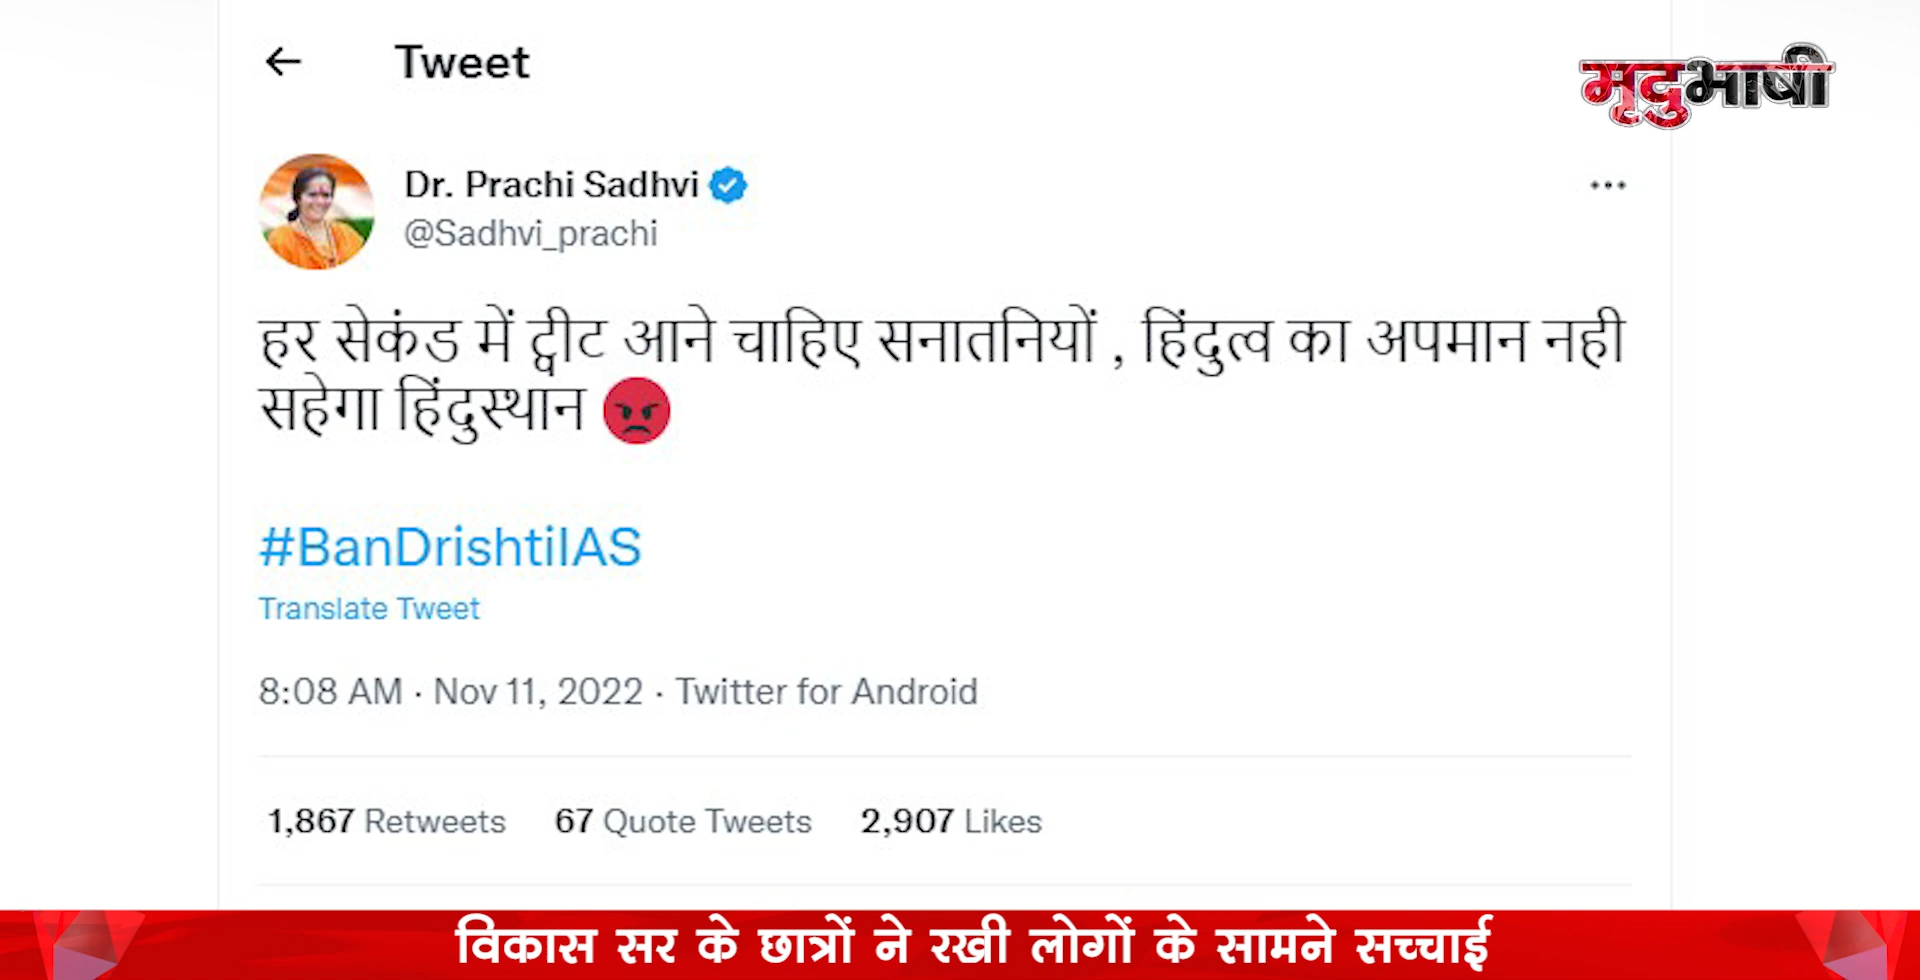 Tweet
मृदुभाषी
Dr. Prachi Sadhvi
@Sadhvi_prachi
हर सेकंड में ट्वीट आने चाहिए सनातनियों , हिंदुत्व का अपमान नही
सहेगा हिंदुस्थान 😡
#BanDrishtiIAS
Translate Tweet
8:08 AM · Nov 11, 2022 · Twitter for Android
1,867 Retweets 67 Quote Tweets 2,907 Likes
विकास सर के छात्रों ने रखी लोगों के सामने सच्चाई